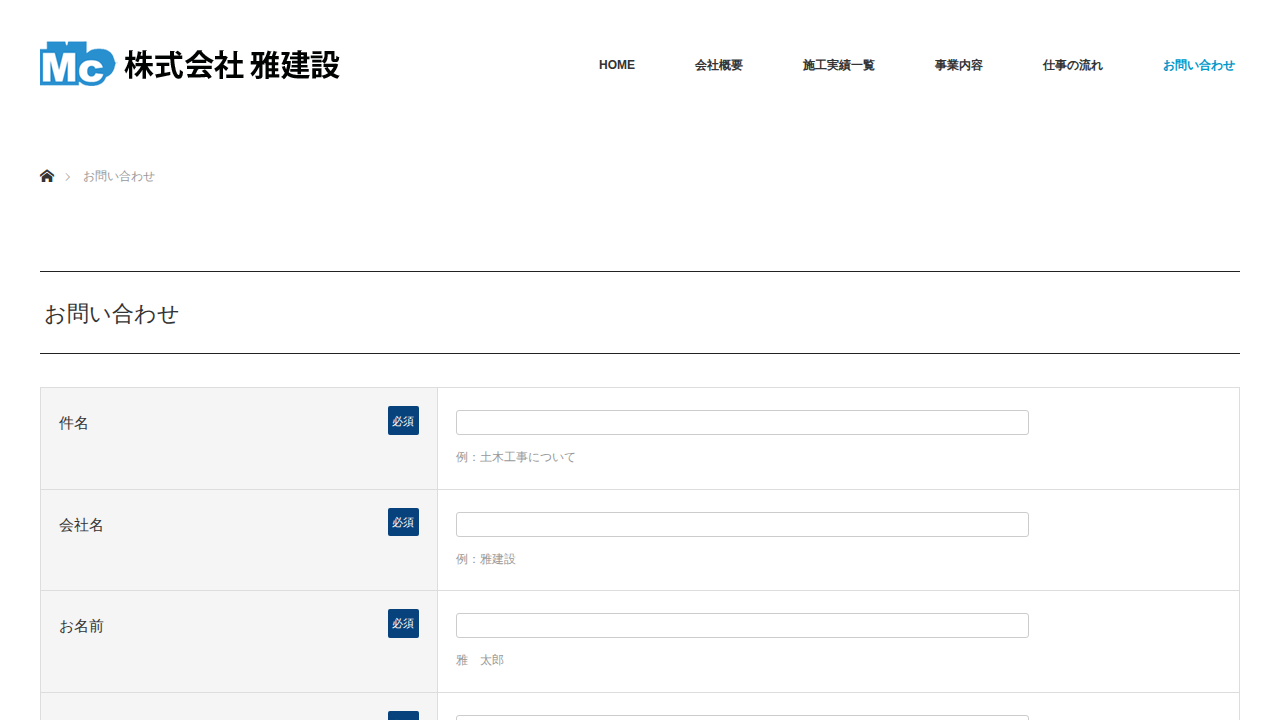 Mc 株式会社 雅建設
HOME 会社概要 施工実績一覧 事業内容 仕事の流れ お問い合わせ
お問い合わせ
お問い合わせ
件名 必須
例：土木工事について
会社名 必須
例：雅建設
お名前 必須
雅　太郎